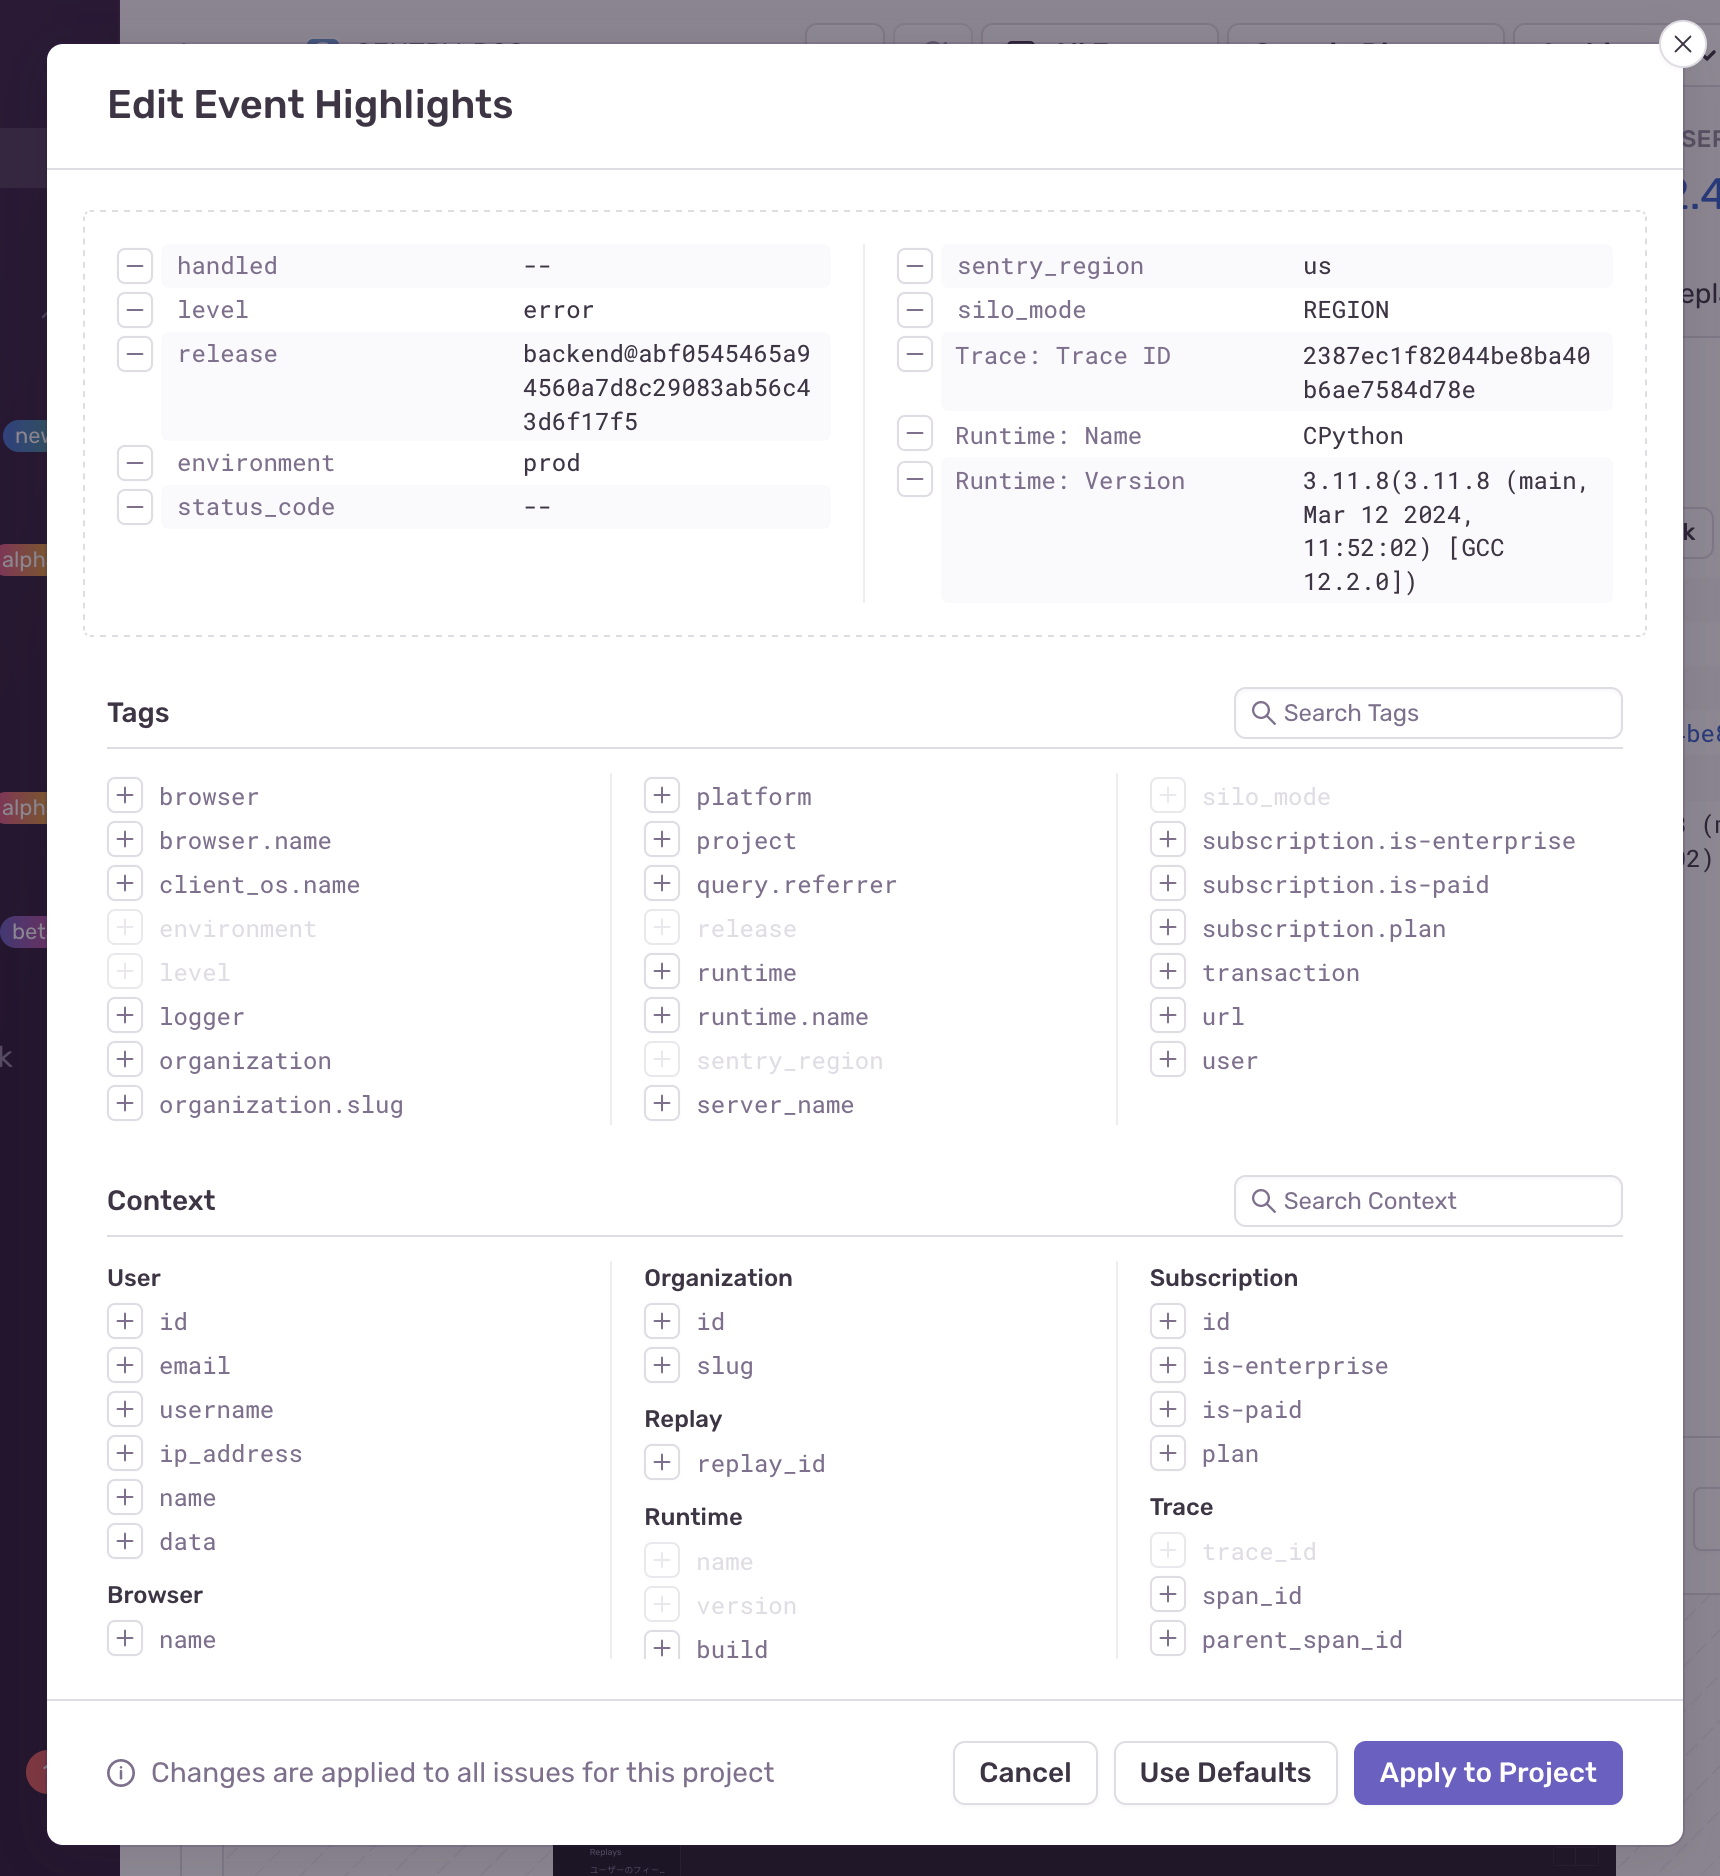 Edit Event Highlights
handled --
level error
release backend@abf0545465a9
4560a7d8c29083ab56c4
3d6f17f5
environment prod
status_code --
sentry_region us
silo_mode REGION
Trace: Trace ID 2387ec1f82044be8ba40
b6ae7584d78e
Runtime: Name CPython
Runtime: Version 3.11.8(3.11.8 (main,
Mar 12 2024,
11:52:02) [GCC
12.2.0])
Tags
Search Tags
browser
browser.name
client_os.name
environment
level
logger
organization
organization.slug
platform
project
query.referrer
release
runtime
runtime.name
sentry_region
server_name
silo_mode
subscription.is-enterprise
subscription.is-paid
subscription.plan
transaction
url
user
Context
Search Context
User
id
email
username
ip_address
name
data
Browser
name
Organization
id
slug
Replay
replay_id
Runtime
name
version
build
Subscription
id
is-enterprise
is-paid
plan
Trace
trace_id
span_id
parent_span_id
Changes are applied to all issues for this project
Cancel
Use Defaults
Apply to Project
Replays